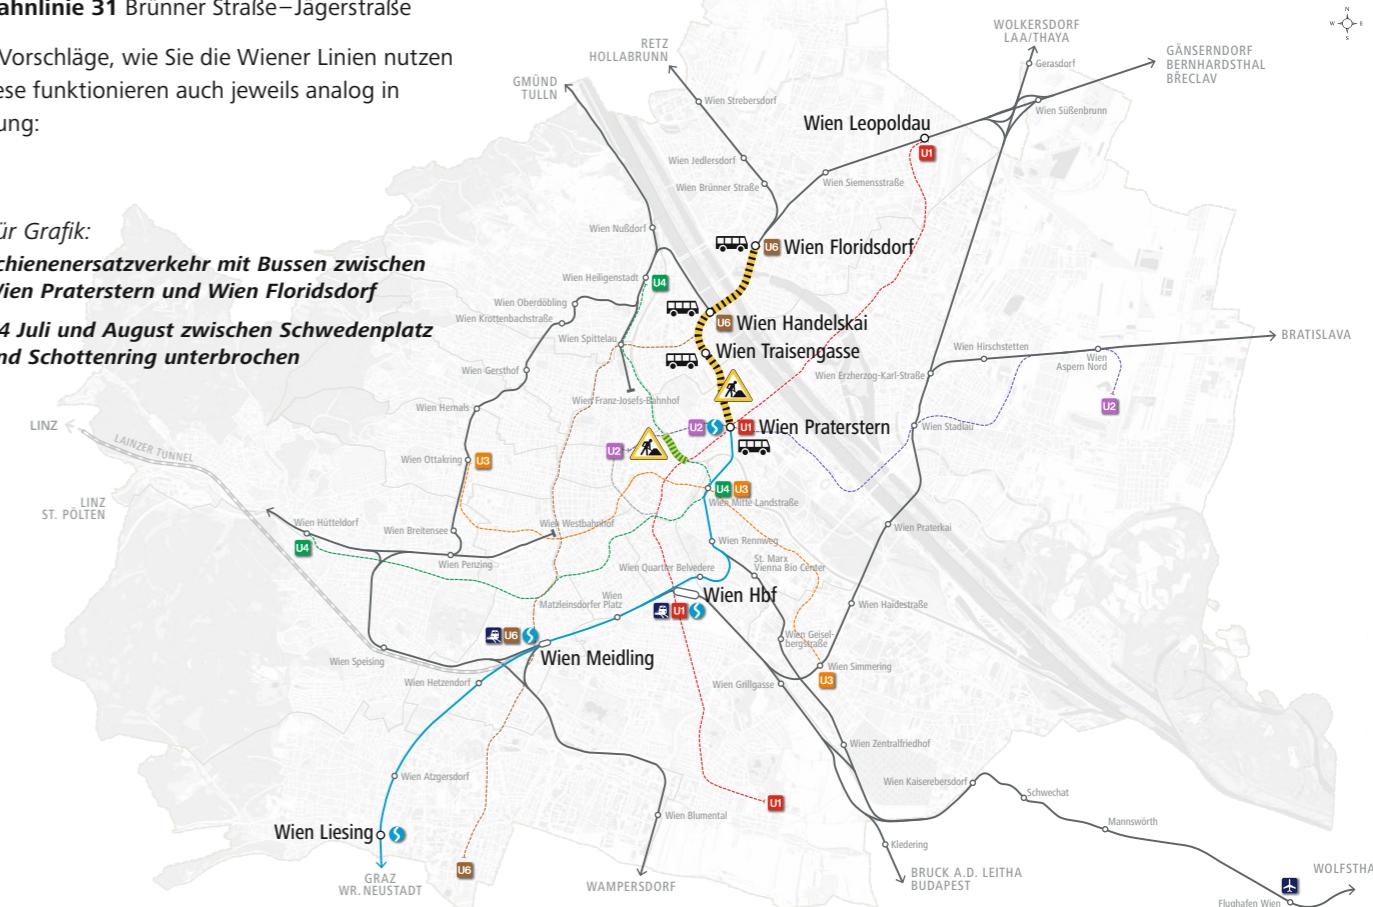 ahnlinie 31 Brünner Straße–Jägerstraße
Vorschläge, wie Sie die Wiener Linien nutzen
ese funktionieren auch jeweils analog in
ung:
ür Grafik:
chienenersatzverkehr mit Bussen zwischen
Wien Praterstern und Wien Floridsdorf
4 Juli und August zwischen Schwedenplatz
nd Schottenring unterbrochen
N
W E
S
WOLKERSDORF
LAA/THAYA
Gerasdorf
GÄNSERNDORF
BERNHARDSTHAL
BŘECLAV
RETZ
HOLLABRUNN
GMÜND
TULLN
Wien Strebersdorf
Wien Süßenbrunn
Wien Leopoldau
U1
Wien Jedlersdorf
Wien Siemensstraße
Wien Brünner Straße
Wien Nußdorf
U6 Wien Floridsdorf
Wien Heiligenstadt
U4
Wien Oberdöbling
Wien Krottenbachstraße
U6 Wien Handelskai
Wien Spittelau
Wien Traisengasse
BRATISLAVA
Wien Hirschstetten
Wien
Aspern Nord
Wien Erzherzog-Karl-Straße
U2
Wien Gersthof
Wien Franz-Josefs-Bahnhof
Wien Hernals
LINZ
LAINZER TUNNEL
U2 U1 Wien Praterstern
Wien Stadlau
U2
Wien Ottakring
U3
U4 U3
Wien Mitte Landstraße
LINZ
ST. PÖLTEN
Wien Hütteldorf
U4
Wien Breitensee
Wien Westbahnhof
Wien Praterkai
Wien Rennweg
Wien Penzing
St. Marx
Vienna Bio Center
Wien Quartier Belvedere
Wien Hbf
U1
Wien
Matzleinsdorfer Platz
Wien Haidestraße
U6
Wien Meidling
Wien Geisel-
bergstraße
Wien Speising
Wien Simmering
U3
Wien Hetzendorf
Wien Grillgasse
Wien Zentralfriedhof
Wien Atzgersdorf
Wien Kaiserebersdorf
Schwechat
U1
Wien Blumental
Mannswörth
Wien Liesing
Kledering
U6
GRAZ
WR. NEUSTADT
WAMPERSDORF
BRUCK A.D. LEITHA
BUDAPEST
WOLFSTHA
Flughafen Wien